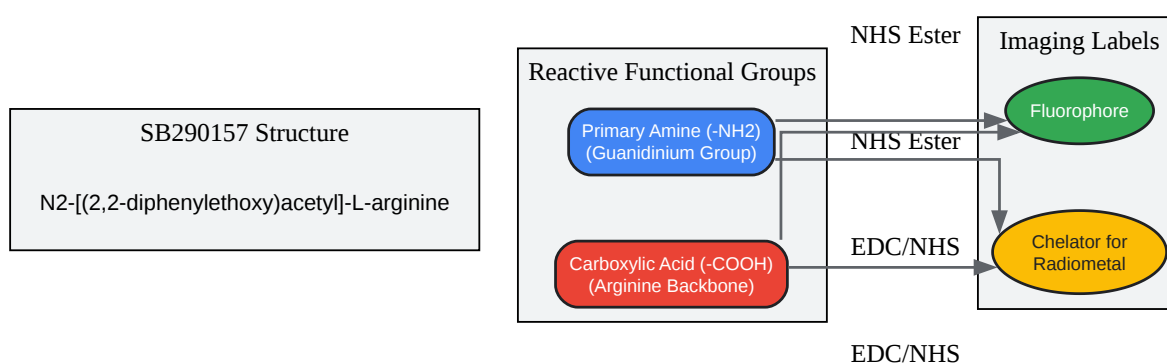 SB290157 Structure
N2-[(2,2-diphenylethoxy)acetyl]-L-arginine
Reactive Functional Groups
Primary Amine (-NH2)
(Guanidinium Group)
Carboxylic Acid (-COOH)
(Arginine Backbone)
NHS Ester
NHS Ester
EDC/NHS
EDC/NHS
Imaging Labels
Fluorophore
Chelator for
Radiometal